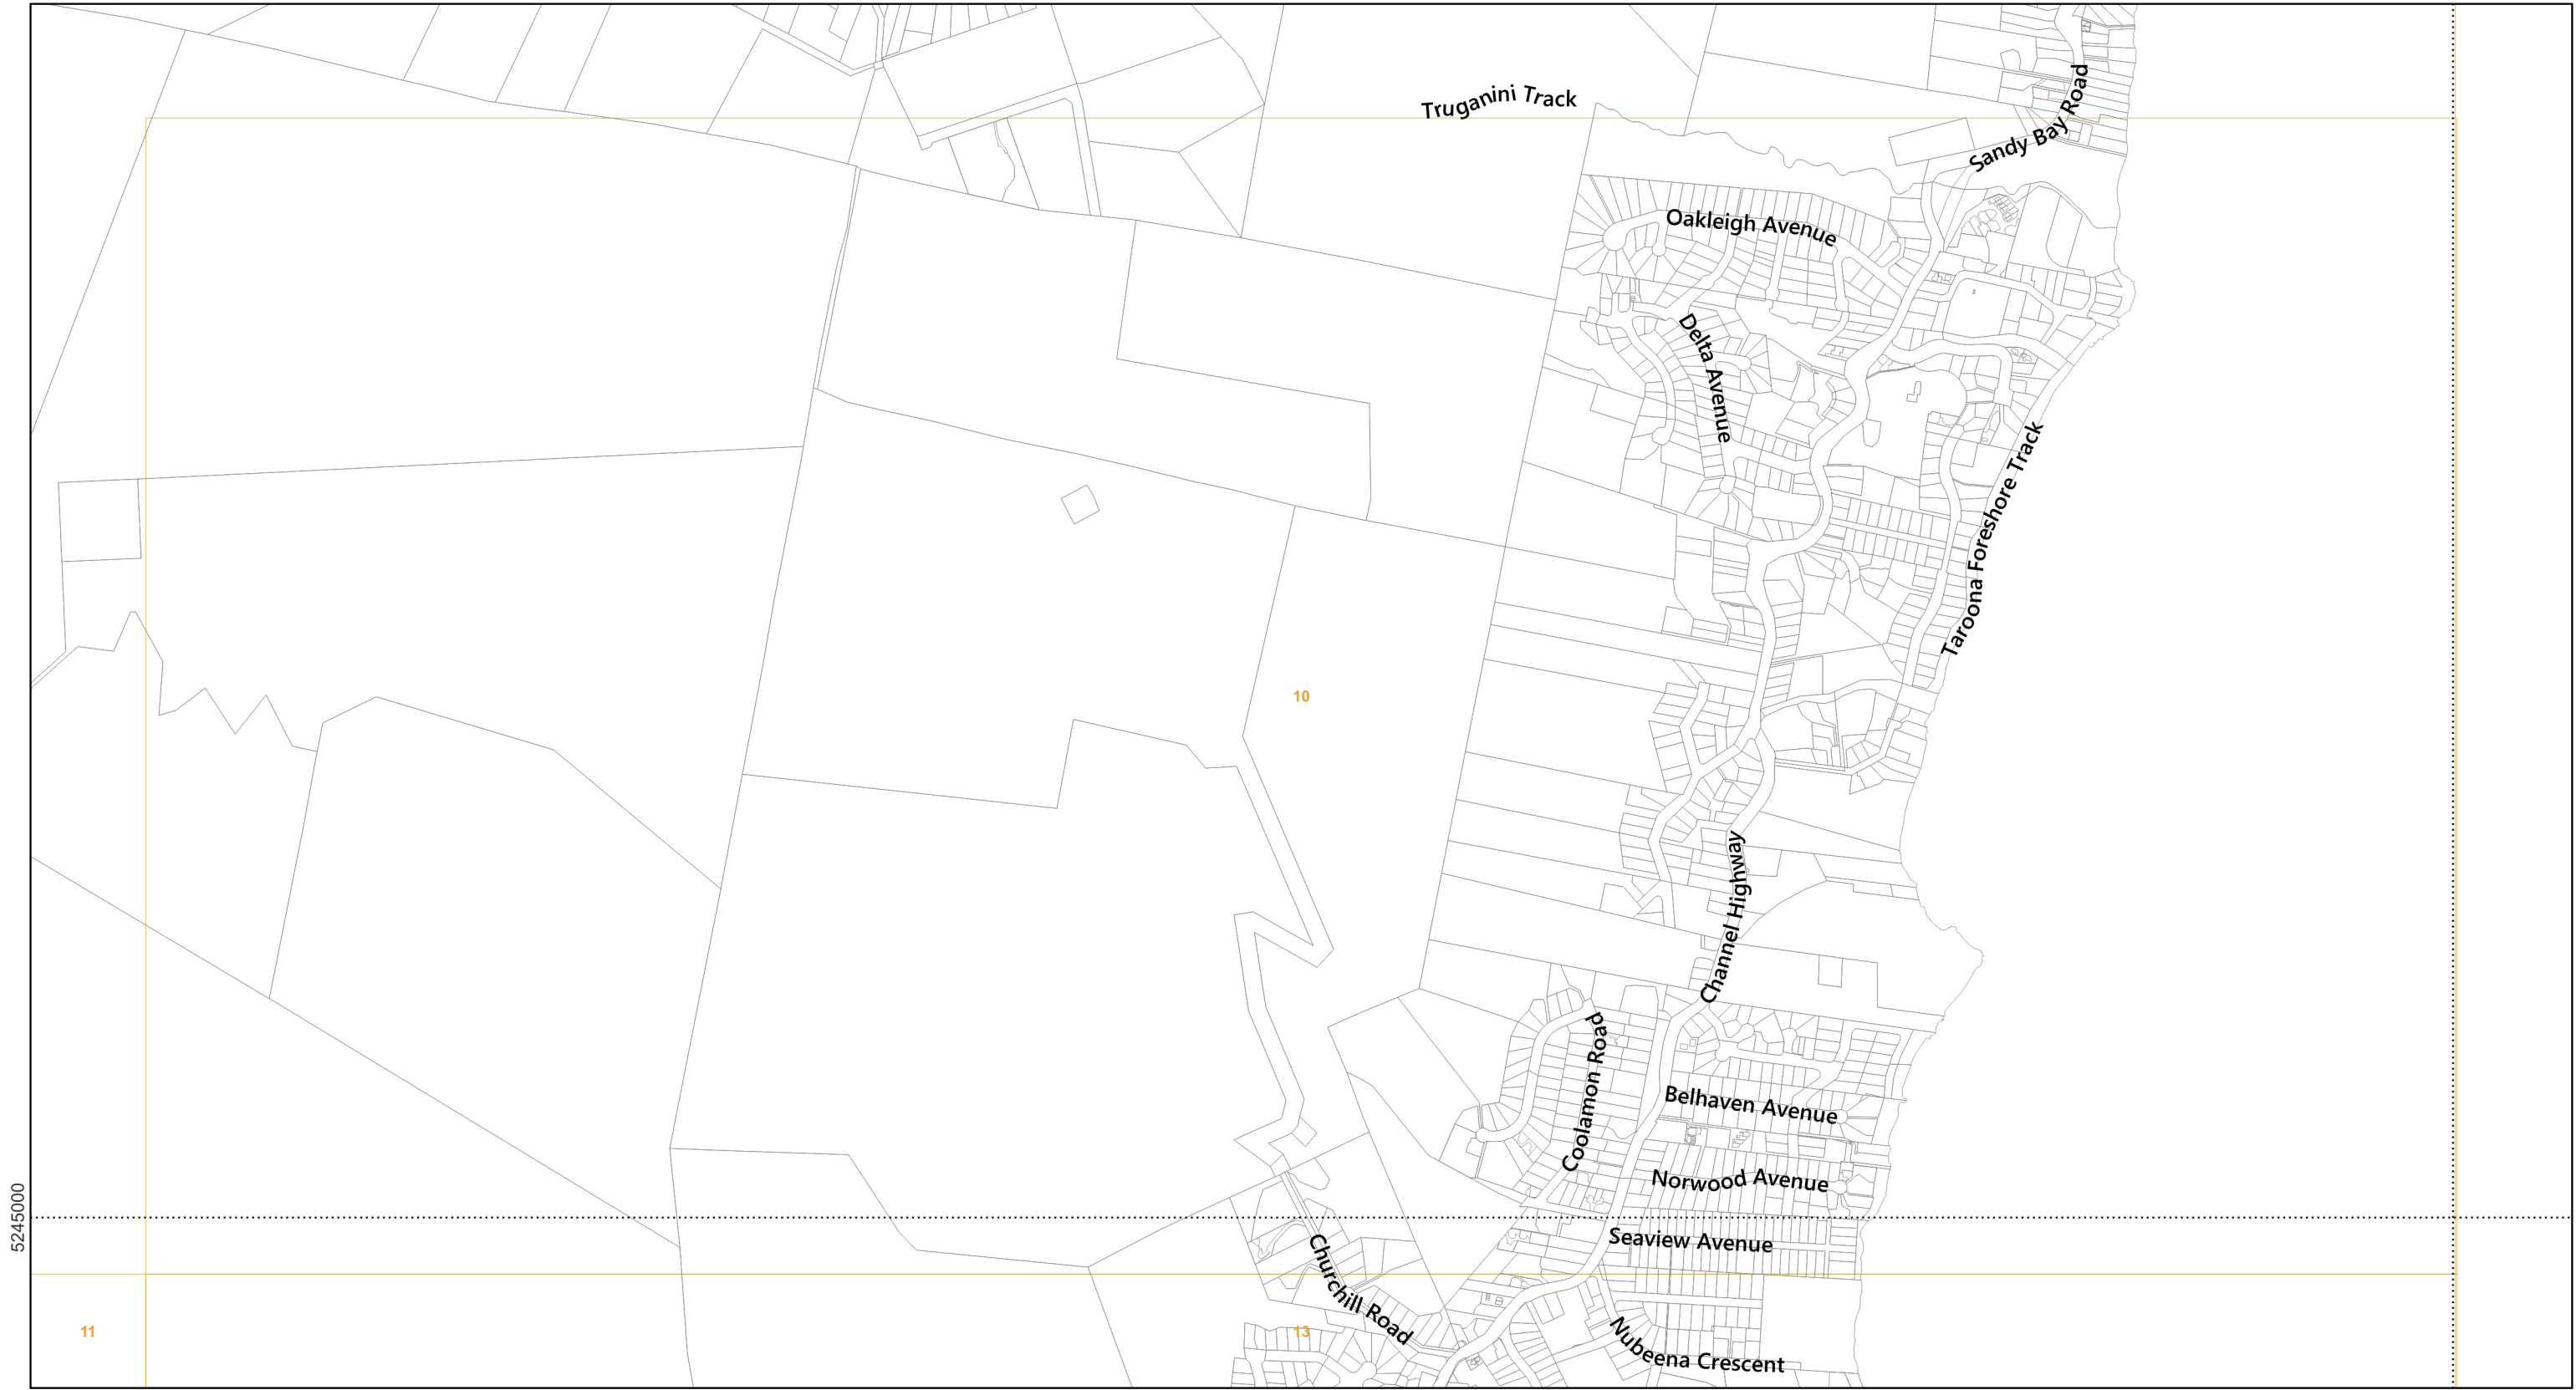 Sandy Bay Road
Truganini Track
Oakleigh Avenue
Delta Avenue
Taroona Foreshore Track
10
Channel Highway
Coolamon Road
Belhaven Avenue
Norwood Avenue
5245000
Seaview Avenue
Churchill Road
11
13
Nubeena Crescent